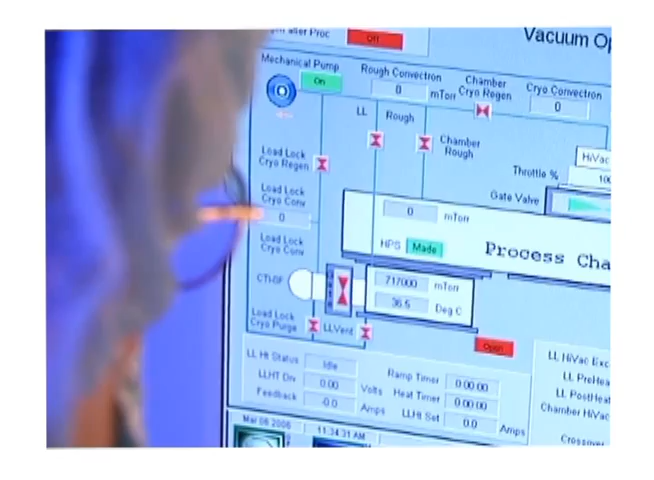 after Proc
Off
Vacuum Op
Mechanical Pump
On
Rough Convectron
0 mTorr
Chamber
Cryo Regen
Cryo Convectron
0
LL
Rough
Chamber
Rough
Load Lock
Cryo Regen
HiVac
Throttle %
100
Gate Valve
Load Lock
Cryo Conv
0
0 mTorr
Load Lock
Cryo Conv
HPS Made
Process Cha
CTI-8F
717000 mTorr
36.5 Deg C
Load Lock
Cryo Purge
LLVent
Open
LL Ht Status Idle
LLHT Drv 0.00 Volts
Feedback -0.0 Amps
Ramp Timer 0:00:00
Heat Timer 0:00:00
LLHt Set 0.0 Amps
LL HiVac Exc
LL PreHea
LL PostHeat
Chamber HiVac
Crossover
Mar 06 2006
11:34:31 AM